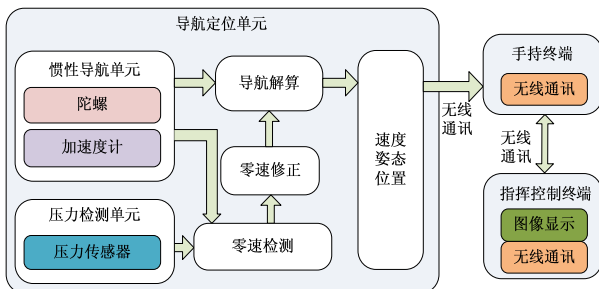 导航定位单元
惯性导航单元
陀螺
加速度计
压力检测单元
压力传感器
导航解算
零速修正
零速检测
速度
姿态
位置
无线
通讯
手持终端
无线通讯
无线
通讯
指挥控制终端
图像显示
无线通讯